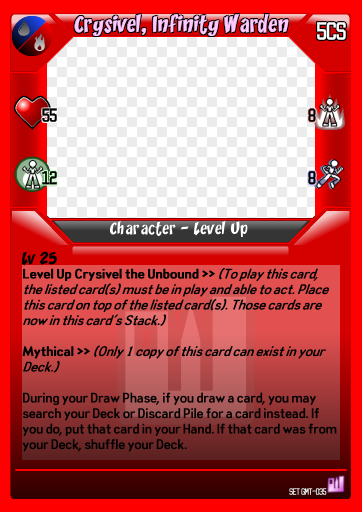 Crysivel, Infinity Warden
5CS
55
8
12
8
Character - Level Up
Lv 25
Level Up Crysivel the Unbound >> (To play this card,
the listed card(s) must be in play and able to act. Place
this card on top of the listed card(s). Those cards are
now in this card's Stack.)
Mythical >> (Only 1 copy of this card can exist in your
Deck.)
During your Draw Phase, if you draw a card, you may
search your Deck or Discard Pile for a card instead. If
you do, put that card in your Hand. If that card was from
your Deck, shuffle your Deck.
SET GMT-035